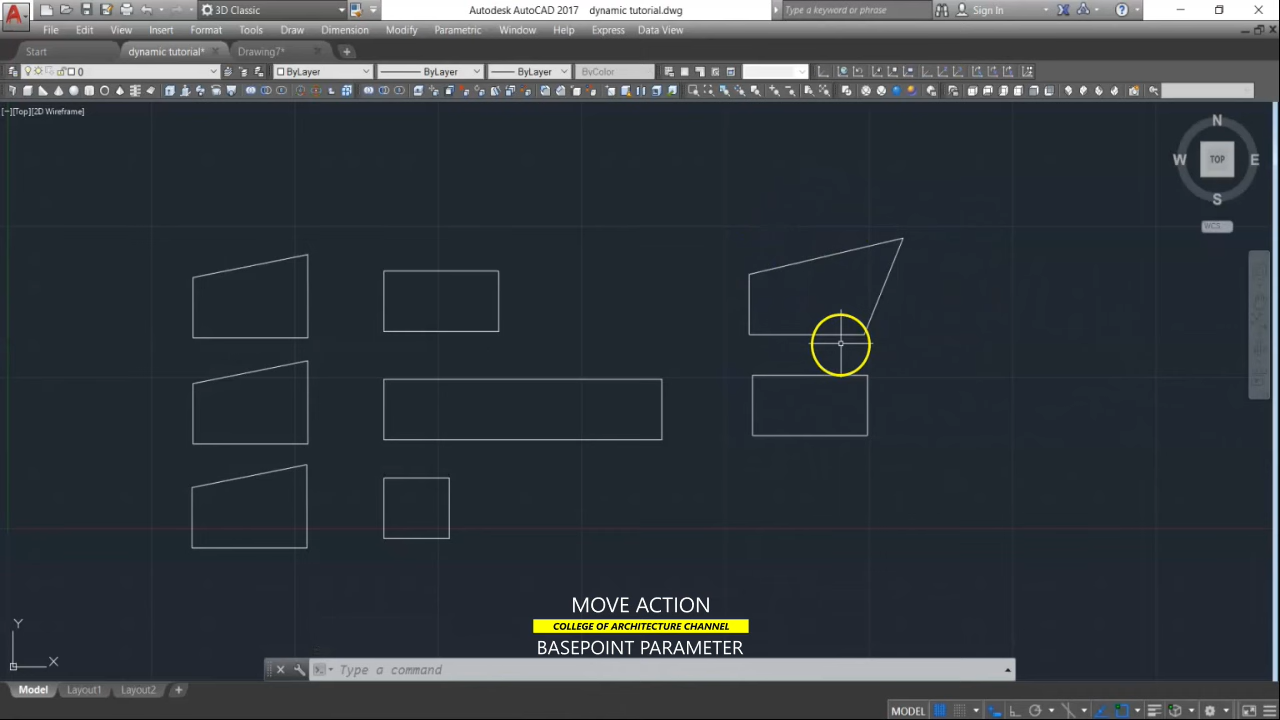 3D Classic
Autodesk AutoCAD 2017 dynamic tutorial.dwg
Type a keyword or phrase
Sign In
File Edit View Insert Format Tools Draw Dimension Modify Parametric Window Help Express Data View
Start dynamic tutorial* Drawing7*
0 ByLayer ByLayer ByLayer ByColor
[−][Top][2D Wireframe]
N
W TOP E
S
WCS
Y
X
MOVE ACTION
COLLEGE OF ARCHITECTURE CHANNEL
BASEPOINT PARAMETER
Type a command
Model Layout1 Layout2
MODEL